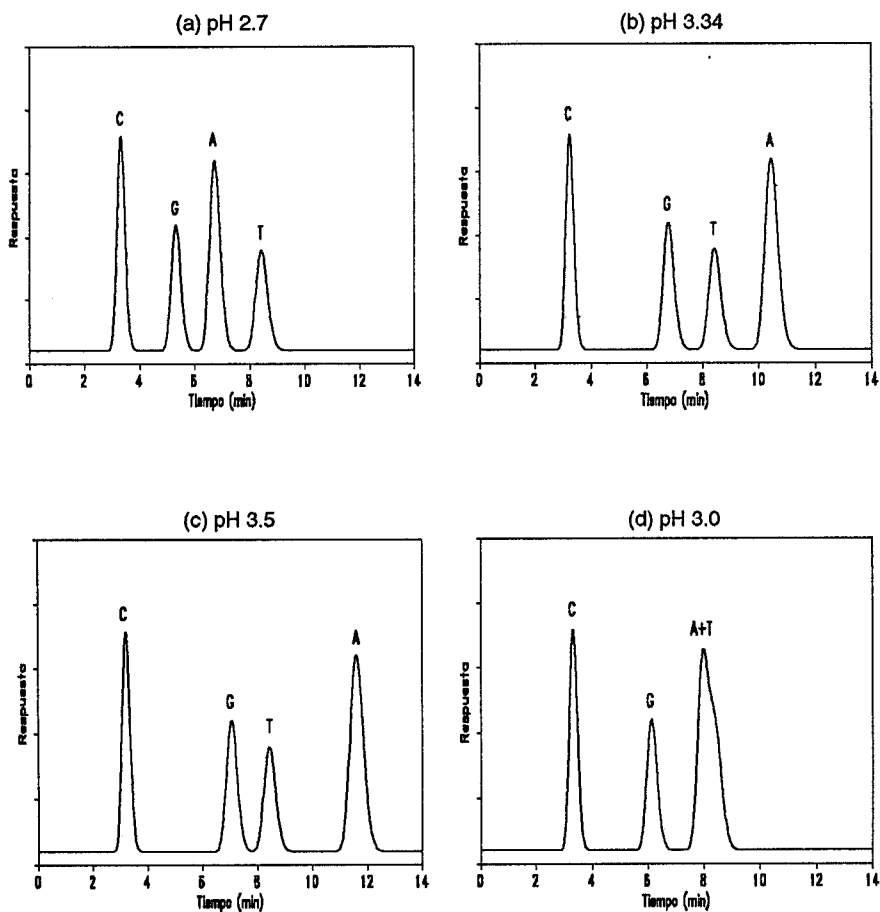 (a) pH 2.7
Respuesta
C
G
A
T
0 2 4 6 8 10 12 14
Tiempo (min)
(b) pH 3.34
Respuesta
C
G
T
A
0 2 4 6 8 10 12 14
Tiempo (min)
(c) pH 3.5
Respuesta
C
G
T
A
0 2 4 6 8 10 12 14
Tiempo (min)
(d) pH 3.0
Respuesta
C
G
A+T
0 2 4 6 8 10 12 14
Tiempo (min)